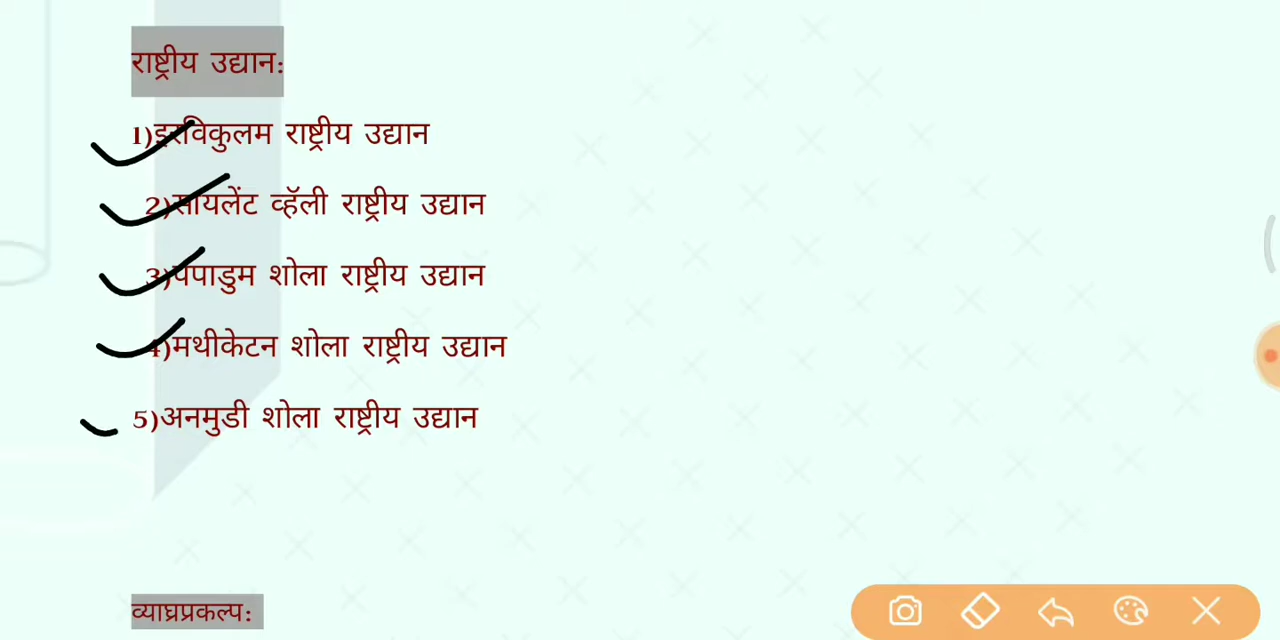 राष्ट्रीय उद्यान:
1)इरविकुलम राष्ट्रीय उद्यान
2)सायलेंट व्हॅली राष्ट्रीय उद्यान
3)पंपाडुम शोला राष्ट्रीय उद्यान
4)मथीकेटन शोला राष्ट्रीय उद्यान
5)अनमुडी शोला राष्ट्रीय उद्यान
व्याघ्रप्रकल्प: